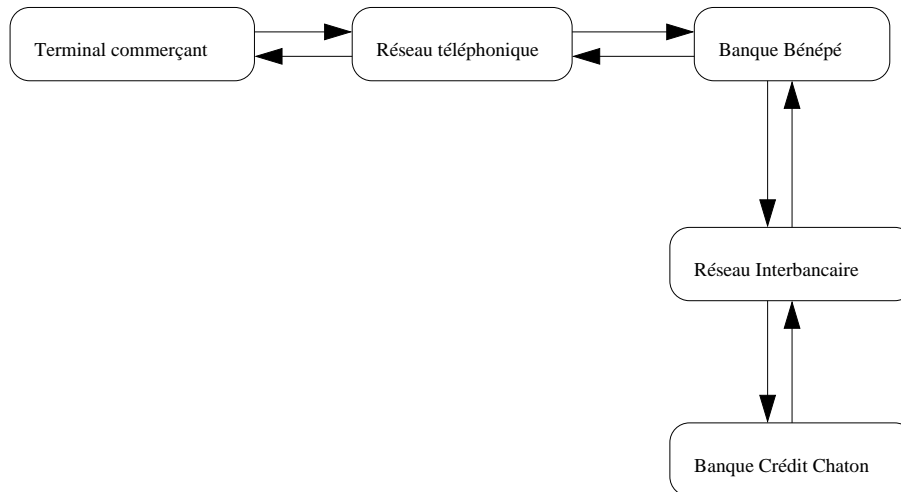 Terminal commerçant
Réseau téléphonique
Banque Bénépé
Réseau Interbancaire
Banque Crédit Chaton